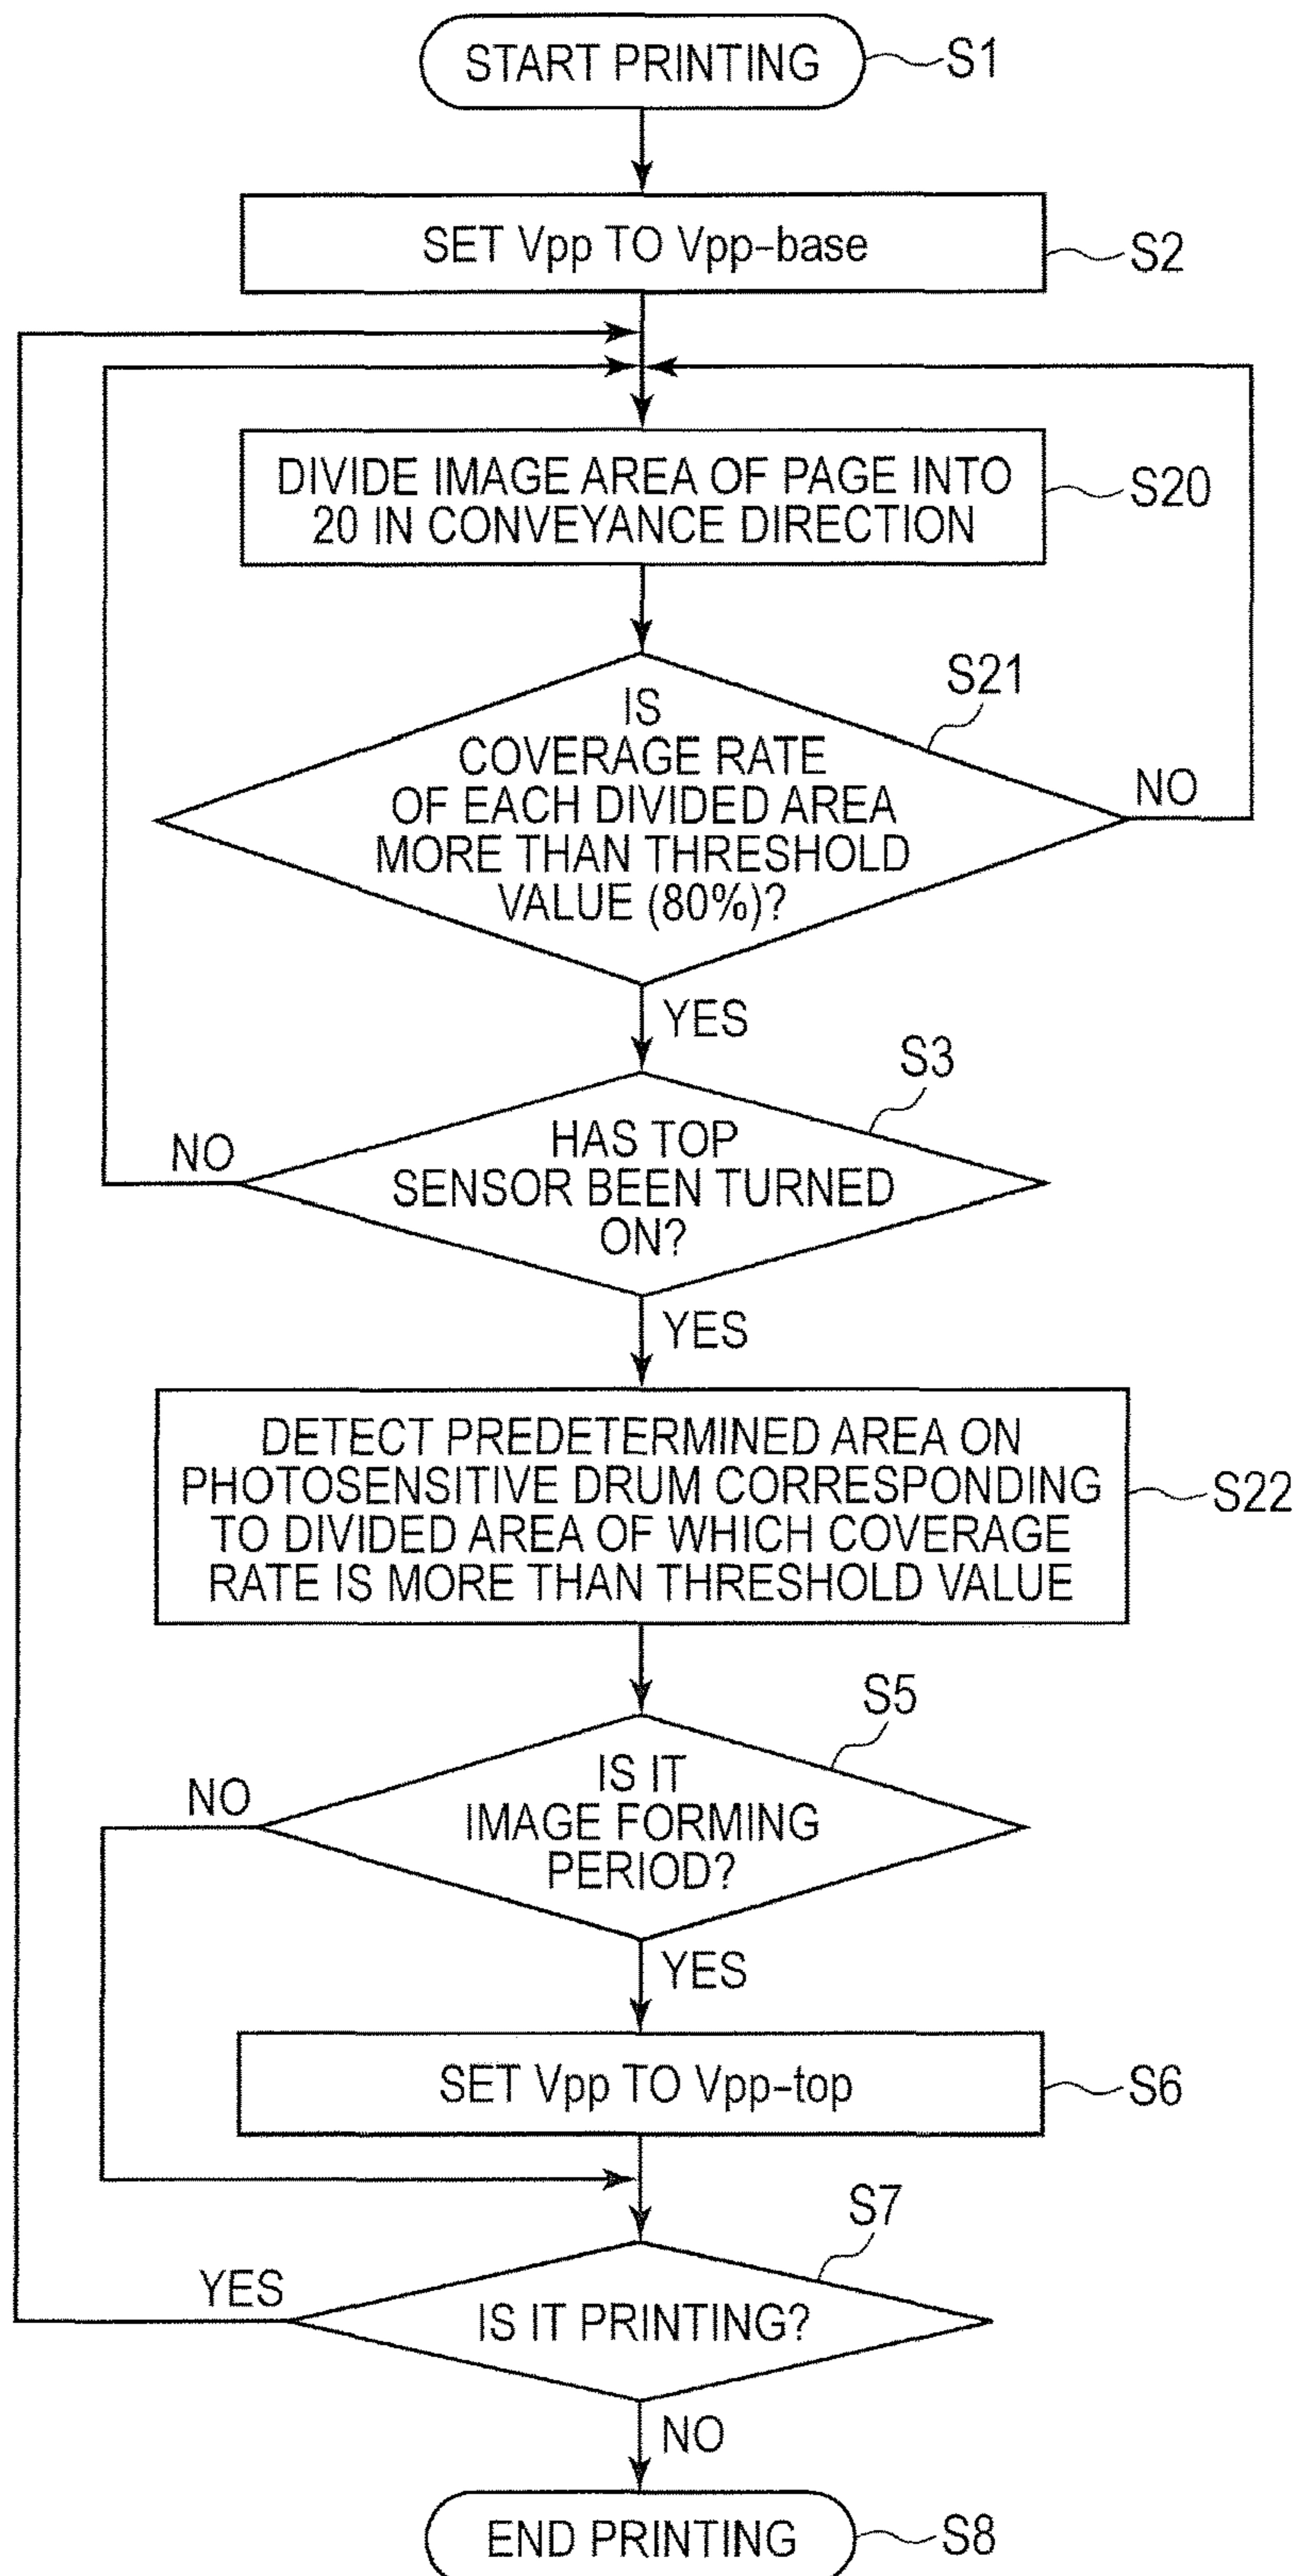 START PRINTING
S1
SET Vpp TO Vpp-base
S2
DIVIDE IMAGE AREA OF PAGE INTO
20 IN CONVEYANCE DIRECTION
S20
S21
IS
COVERAGE RATE
OF EACH DIVIDED AREA
MORE THAN THRESHOLD
VALUE (80%)?
NO
YES
S3
HAS TOP
SENSOR BEEN TURNED
ON?
NO
YES
DETECT PREDETERMINED AREA ON
PHOTOSENSITIVE DRUM CORRESPONDING
TO DIVIDED AREA OF WHICH COVERAGE
RATE IS MORE THAN THRESHOLD VALUE
S22
S5
IS IT
IMAGE FORMING
PERIOD?
NO
YES
SET Vpp TO Vpp-top
S6
S7
IS IT PRINTING?
YES
NO
END PRINTING
S8